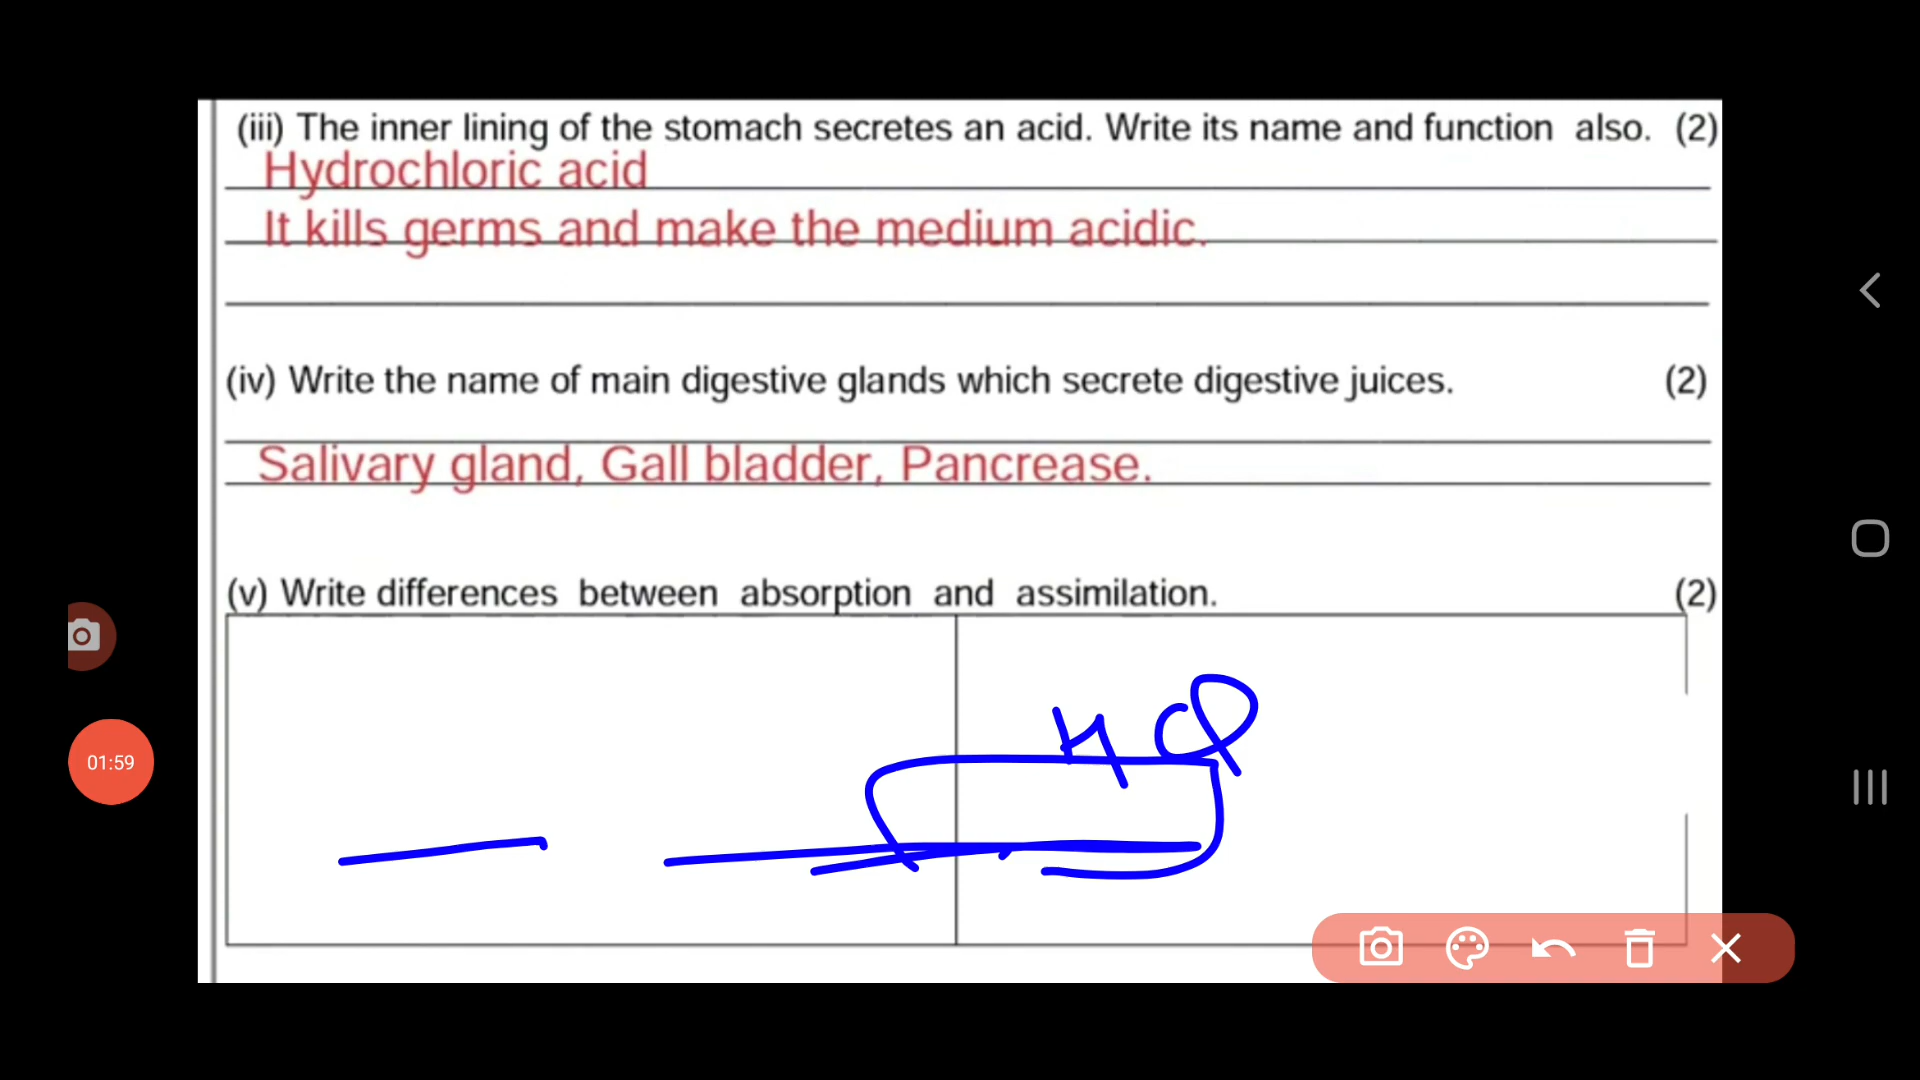 (iii) The inner lining of the stomach secretes an acid. Write its name and function also. (2)
Hydrochloric acid
It kills germs and make the medium acidic.
(iv) Write the name of main digestive glands which secrete digestive juices. (2)
Salivary gland, Gall bladder, Pancrease.
(v) Write differences between absorption and assimilation. (2)
01:59